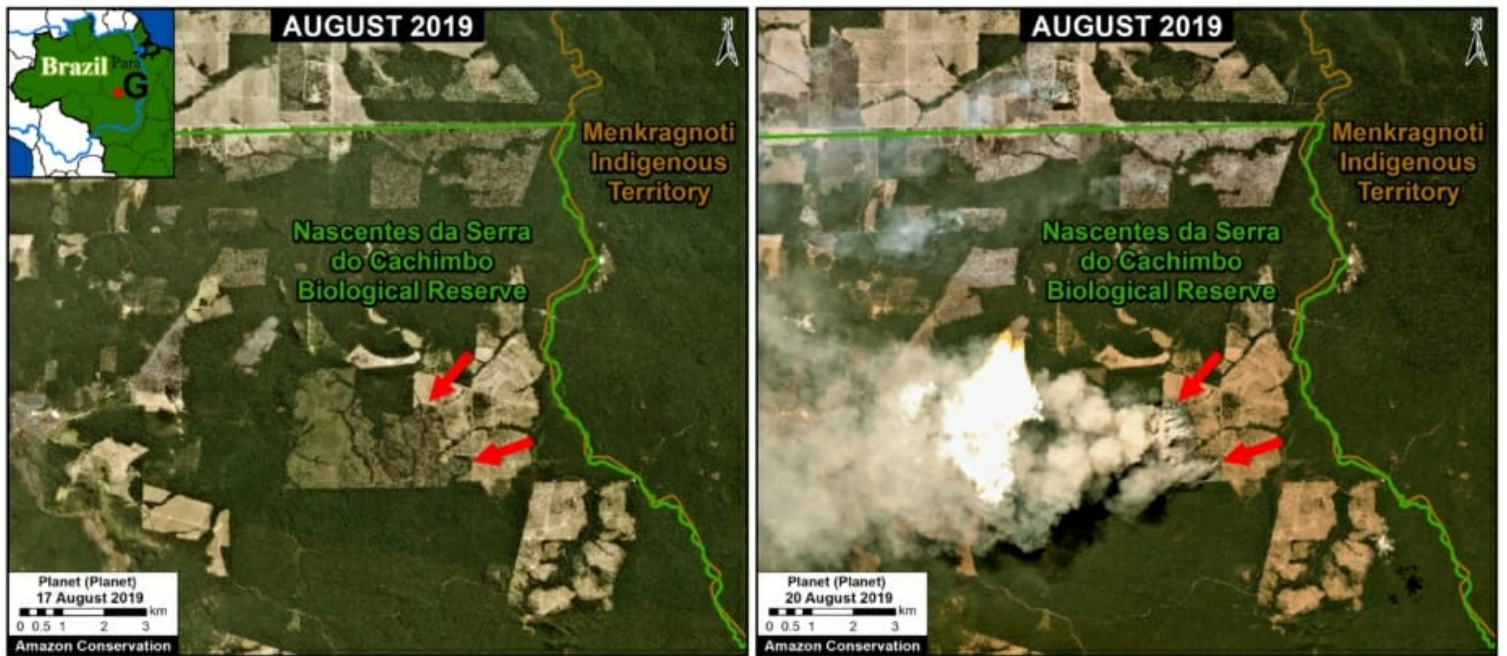 AUGUST 2019
N
Brazil
Para
G
Menkragnoti
Indigenous
Territory
Nascentes da Serra
do Cachimbo
Biological Reserve
Planet (Planet)
17 August 2019
km
0 0.5 1 2 3
Amazon Conservation
AUGUST 2019
N
Menkragnoti
Indigenous
Territory
Nascentes da Serra
do Cachimbo
Biological Reserve
Planet (Planet)
20 August 2019
km
0 0.5 1 2 3
Amazon Conservation